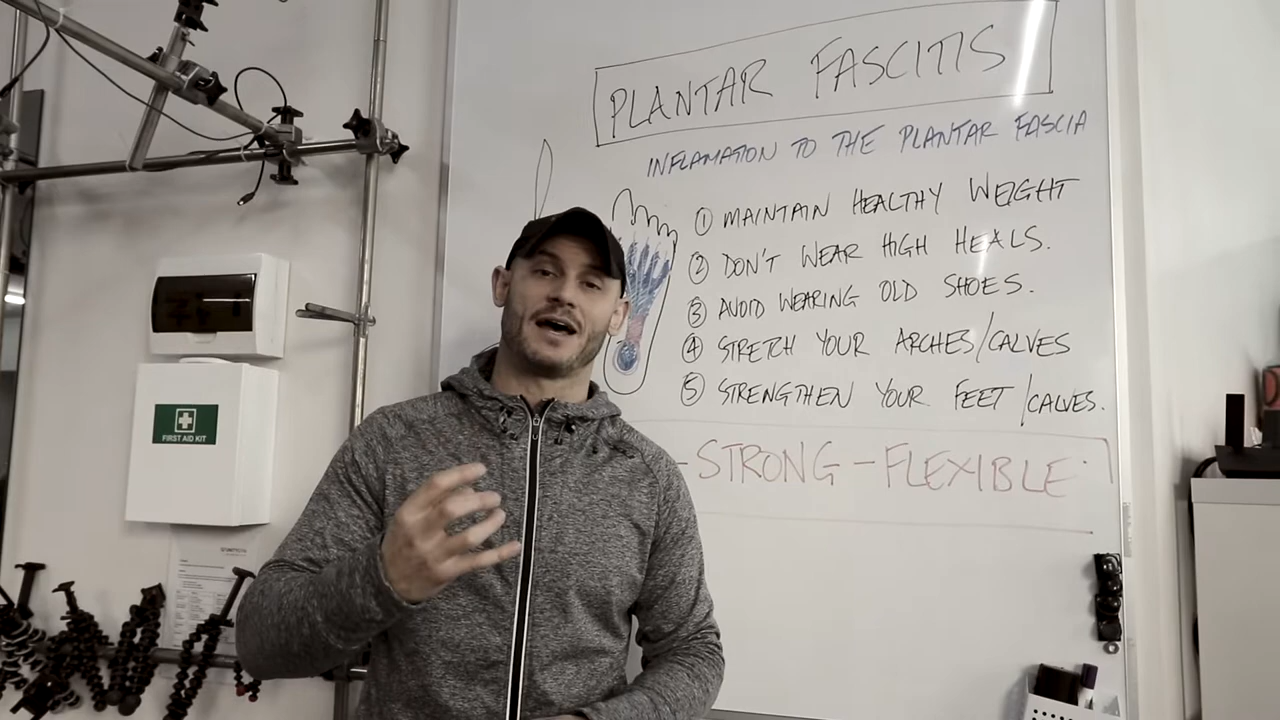 PLANTAR FASCITIS
INFLAMATION TO THE PLANTAR FASCIA
① MAINTAIN HEALTHY WEIGHT
② DON'T WEAR HIGH HEALS.
③ AVOID WEARING OLD SHOES.
④ STRETCH YOUR ARCHES/CALVES
⑤ STRENGTHEN YOUR FEET/CALVES.
-STRONG-FLEXIBLE
FIRST AID KIT